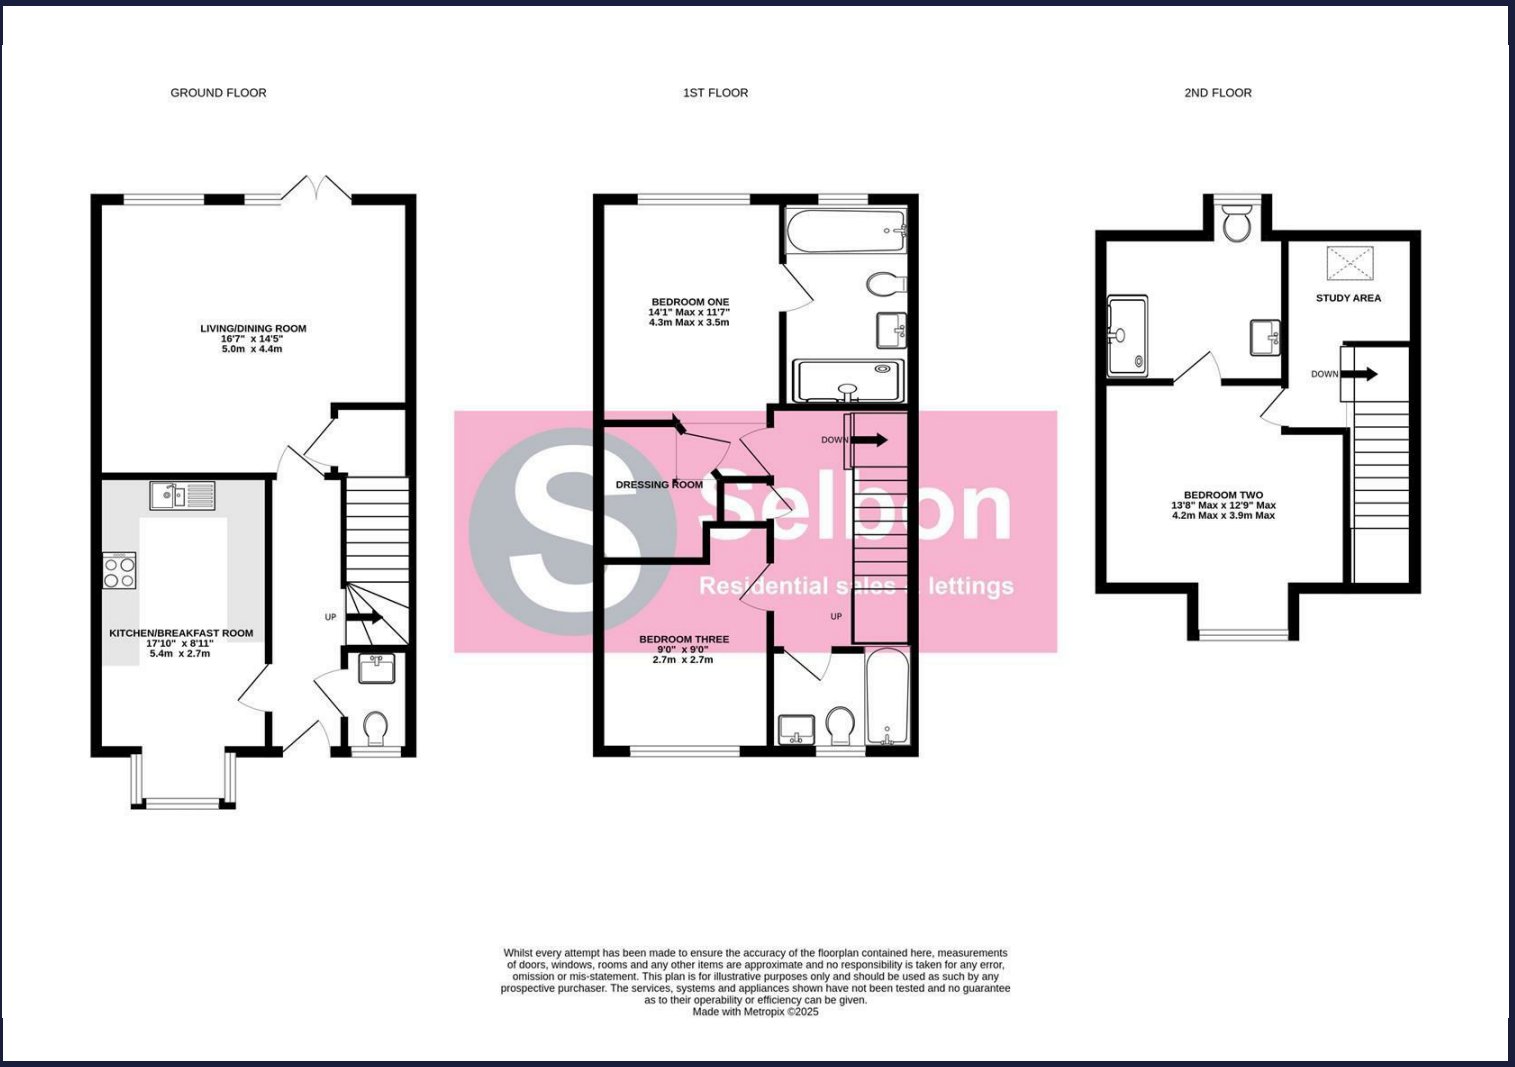 GROUND FLOOR
1ST FLOOR
2ND FLOOR
LIVING/DINING ROOM
16'7" x 14'5"
5.0m x 4.4m
KITCHEN/BREAKFAST ROOM
17'10" x 8'11"
5.4m x 2.7m
UP
BEDROOM ONE
14'1" Max x 11'7"
4.3m Max x 3.5m
DOWN
DRESSING ROOM
BEDROOM THREE
9'0" x 9'0"
2.7m x 2.7m
UP
S Selbon
Residential sales & lettings
STUDY AREA
DOWN
BEDROOM TWO
13'8" Max x 12'9" Max
4.2m Max x 3.9m Max
Whilst every attempt has been made to ensure the accuracy of the floorplan contained here, measurements
of doors, windows, rooms and any other items are approximate and no responsibility is taken for any error,
omission or mis-statement. This plan is for illustrative purposes only and should be used as such by any
prospective purchaser. The services, systems and appliances shown have not been tested and no guarantee
as to their operability or efficiency can be given.
Made with Metropix ©2025